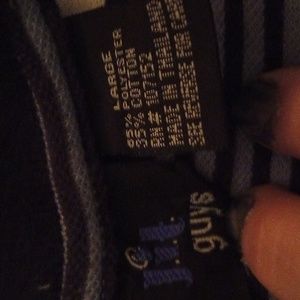 LARGE
65% POLYESTER
35% COTTON
RN# 107152
MADE IN THAILAND
SEE REVERSE FOR CARE
guys